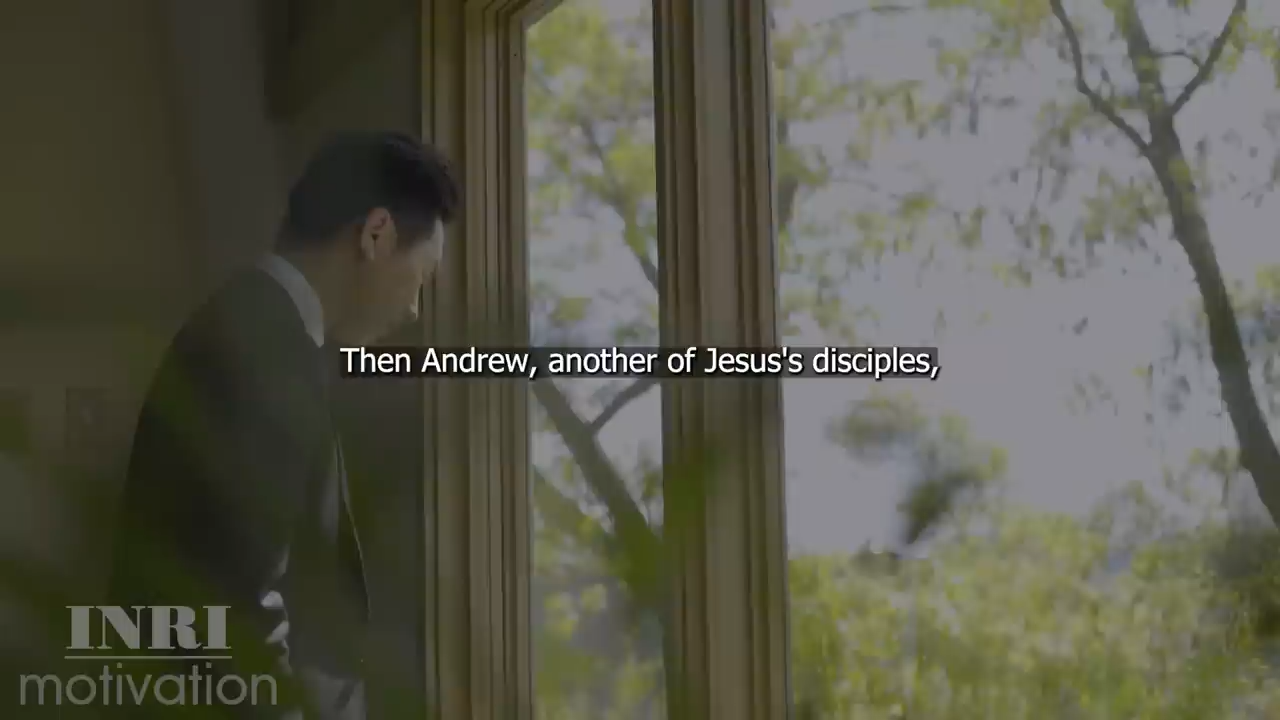 Then Andrew, another of Jesus's disciples,
INRI
motivation